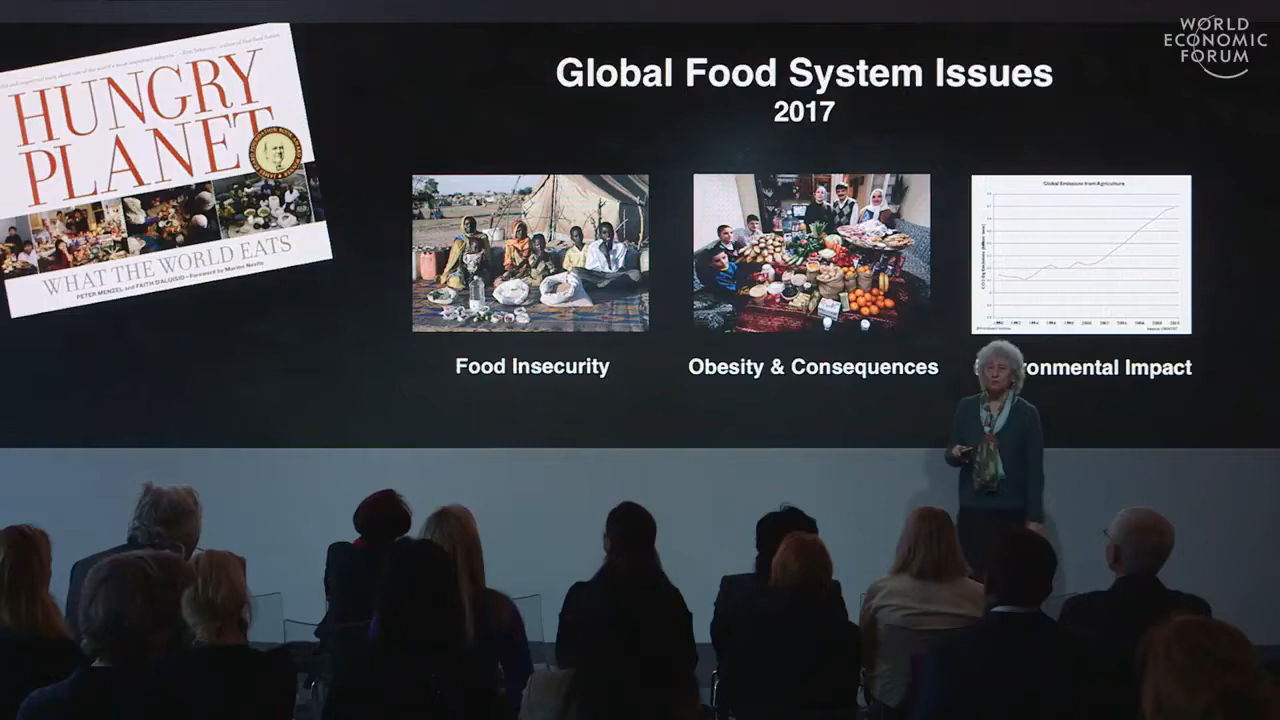 WORLD
ECONOMIC
FORUM
HUNGRY
PLANET
WHAT THE WORLD EATS
PETER MENZEL and FAITH D'ALUISIO • Foreword by Marion Nestle
Global Food System Issues
2017
Global Emissions from Agriculture
Food Insecurity
Obesity & Consequences
ronmental Impact